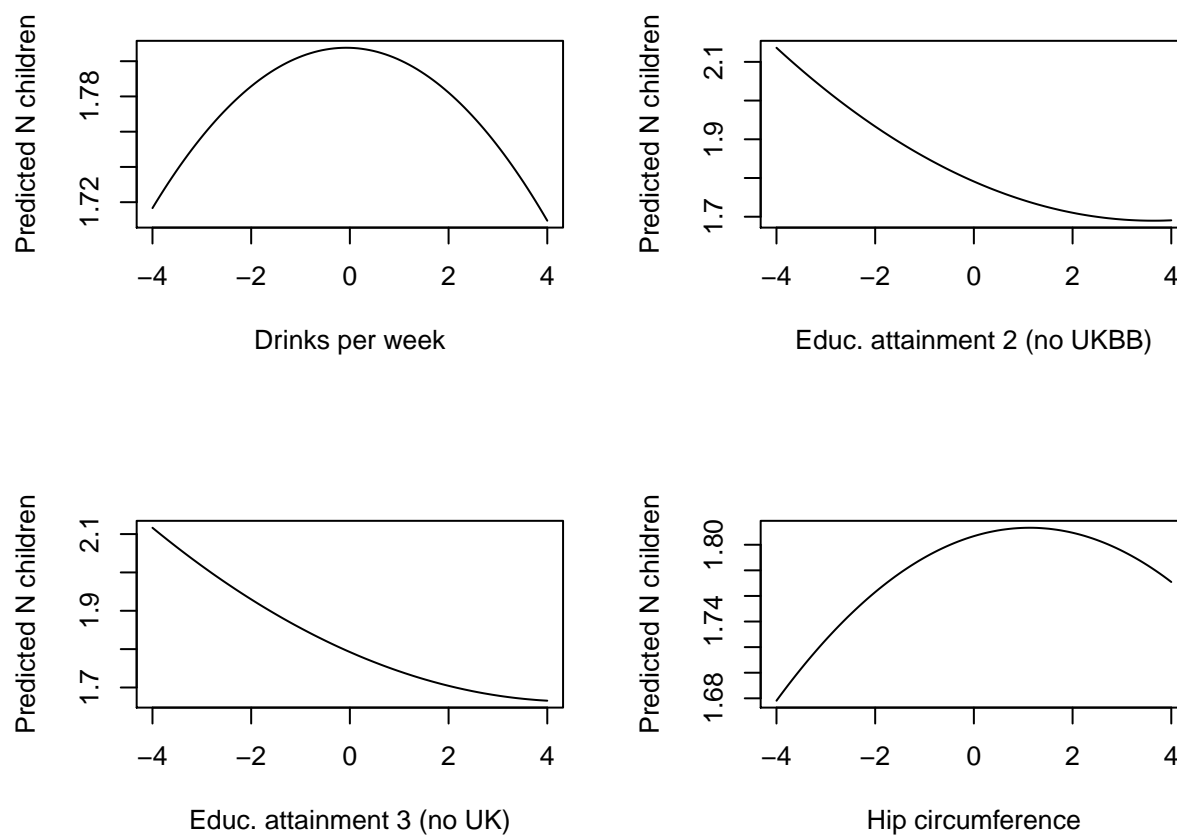 Predicted N children
1.78
1.72
−4 −2 0 2 4
Drinks per week
Predicted N children
2.1
1.9
1.7
−4 −2 0 2 4
Educ. attainment 2 (no UKBB)
Predicted N children
2.1
1.9
1.7
−4 −2 0 2 4
Educ. attainment 3 (no UK)
Predicted N children
1.80
1.74
1.68
−4 −2 0 2 4
Hip circumference